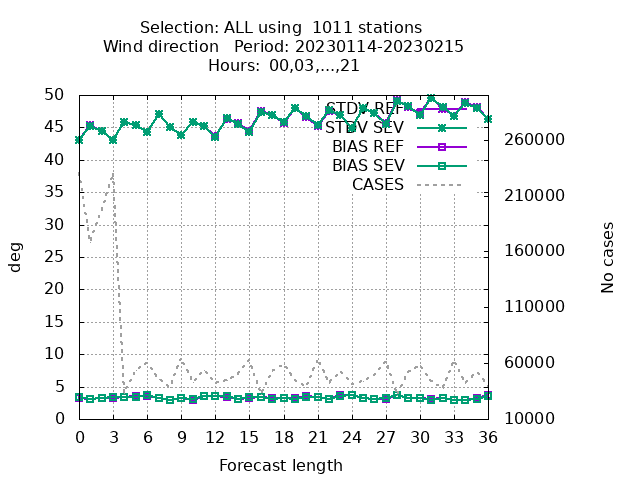 Selection: ALL using  1011 stations
Wind direction   Period: 20230114-20230215
Hours:  00,03,...,21
STDV REF
STDV SEV
BIAS REF
BIAS SEV
CASES
50
45
40
35
30
25
20
15
10
5
0
deg
260000
210000
160000
110000
60000
10000
No cases
0 3 6 9 12 15 18 21 24 27 30 33 36
Forecast length